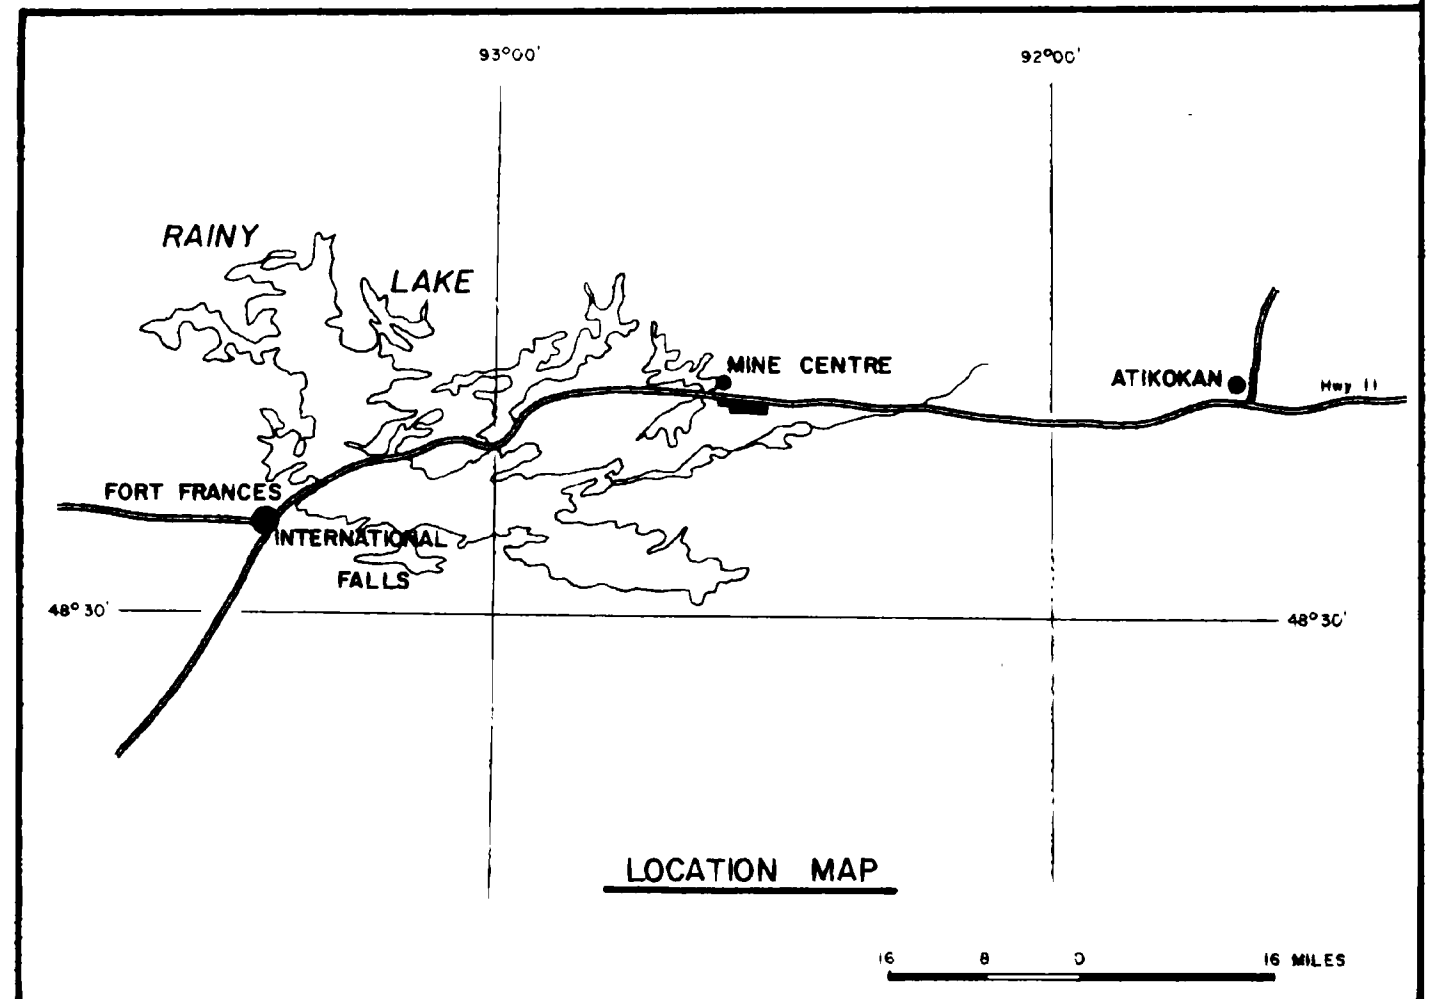 93°00'
92°00'
RAINY
LAKE
MINE CENTRE
ATIKOKAN
Hwy 11
FORT FRANCES
INTERNATIONAL
FALLS
48°30'
48°30'
LOCATION MAP
16 8 0 16 MILES